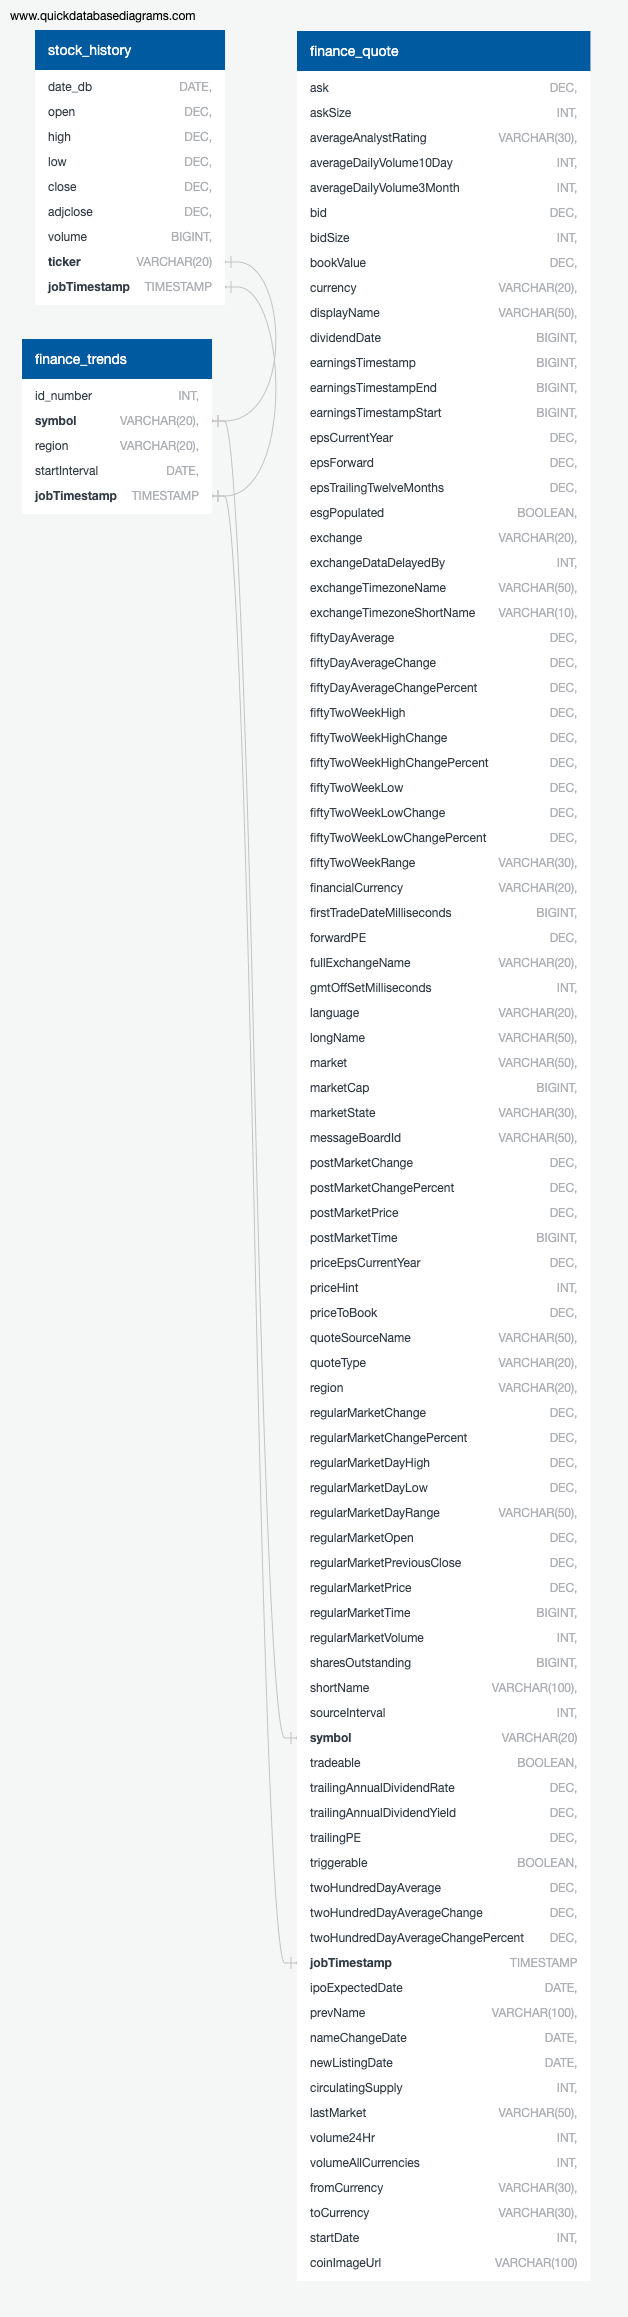 www.quickdatabasediagrams.com
stock_history
date_db DATE,
open DEC,
high DEC,
low DEC,
close DEC,
adjclose DEC,
volume BIGINT,
ticker VARCHAR(20)
jobTimestamp TIMESTAMP
finance_trends
id_number INT,
symbol VARCHAR(20),
region VARCHAR(20),
startInterval DATE,
jobTimestamp TIMESTAMP
finance_quote
ask DEC,
askSize INT,
averageAnalystRating VARCHAR(30),
averageDailyVolume10Day INT,
averageDailyVolume3Month INT,
bid DEC,
bidSize INT,
bookValue DEC,
currency VARCHAR(20),
displayName VARCHAR(50),
dividendDate BIGINT,
earningsTimestamp BIGINT,
earningsTimestampEnd BIGINT,
earningsTimestampStart BIGINT,
epsCurrentYear DEC,
epsForward DEC,
epsTrailingTwelveMonths DEC,
esgPopulated BOOLEAN,
exchange VARCHAR(20),
exchangeDataDelayedBy INT,
exchangeTimezoneName VARCHAR(50),
exchangeTimezoneShortName VARCHAR(10),
fiftyDayAverage DEC,
fiftyDayAverageChange DEC,
fiftyDayAverageChangePercent DEC,
fiftyTwoWeekHigh DEC,
fiftyTwoWeekHighChange DEC,
fiftyTwoWeekHighChangePercent DEC,
fiftyTwoWeekLow DEC,
fiftyTwoWeekLowChange DEC,
fiftyTwoWeekLowChangePercent DEC,
fiftyTwoWeekRange VARCHAR(30),
financialCurrency VARCHAR(20),
firstTradeDateMilliseconds BIGINT,
forwardPE DEC,
fullExchangeName VARCHAR(20),
gmtOffSetMilliseconds INT,
language VARCHAR(20),
longName VARCHAR(50),
market VARCHAR(50),
marketCap BIGINT,
marketState VARCHAR(30),
messageBoardId VARCHAR(50),
postMarketChange DEC,
postMarketChangePercent DEC,
postMarketPrice DEC,
postMarketTime BIGINT,
priceEpsCurrentYear DEC,
priceHint INT,
priceToBook DEC,
quoteSourceName VARCHAR(50),
quoteType VARCHAR(20),
region VARCHAR(20),
regularMarketChange DEC,
regularMarketChangePercent DEC,
regularMarketDayHigh DEC,
regularMarketDayLow DEC,
regularMarketDayRange VARCHAR(50),
regularMarketOpen DEC,
regularMarketPreviousClose DEC,
regularMarketPrice DEC,
regularMarketTime BIGINT,
regularMarketVolume INT,
sharesOutstanding BIGINT,
shortName VARCHAR(100),
sourceInterval INT,
symbol VARCHAR(20)
tradeable BOOLEAN,
trailingAnnualDividendRate DEC,
trailingAnnualDividendYield DEC,
trailingPE DEC,
triggerable BOOLEAN,
twoHundredDayAverage DEC,
twoHundredDayAverageChange DEC,
twoHundredDayAverageChangePercent DEC,
jobTimestamp TIMESTAMP
ipoExpectedDate DATE,
prevName VARCHAR(100),
nameChangeDate DATE,
newListingDate DATE,
circulatingSupply INT,
lastMarket VARCHAR(50),
volume24Hr INT,
volumeAllCurrencies INT,
fromCurrency VARCHAR(30),
toCurrency VARCHAR(30),
startDate INT,
coinImageUrl VARCHAR(100)